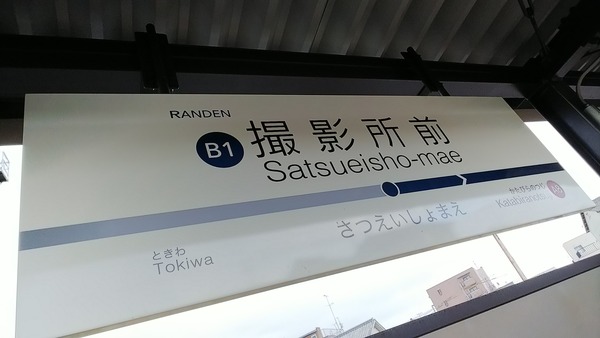 RANDEN
B1 撮影所前
Satsueisho-mae
さつえいしょまえ
ときわ
Tokiwa
かたびらのつじ
Katabiranotsuji